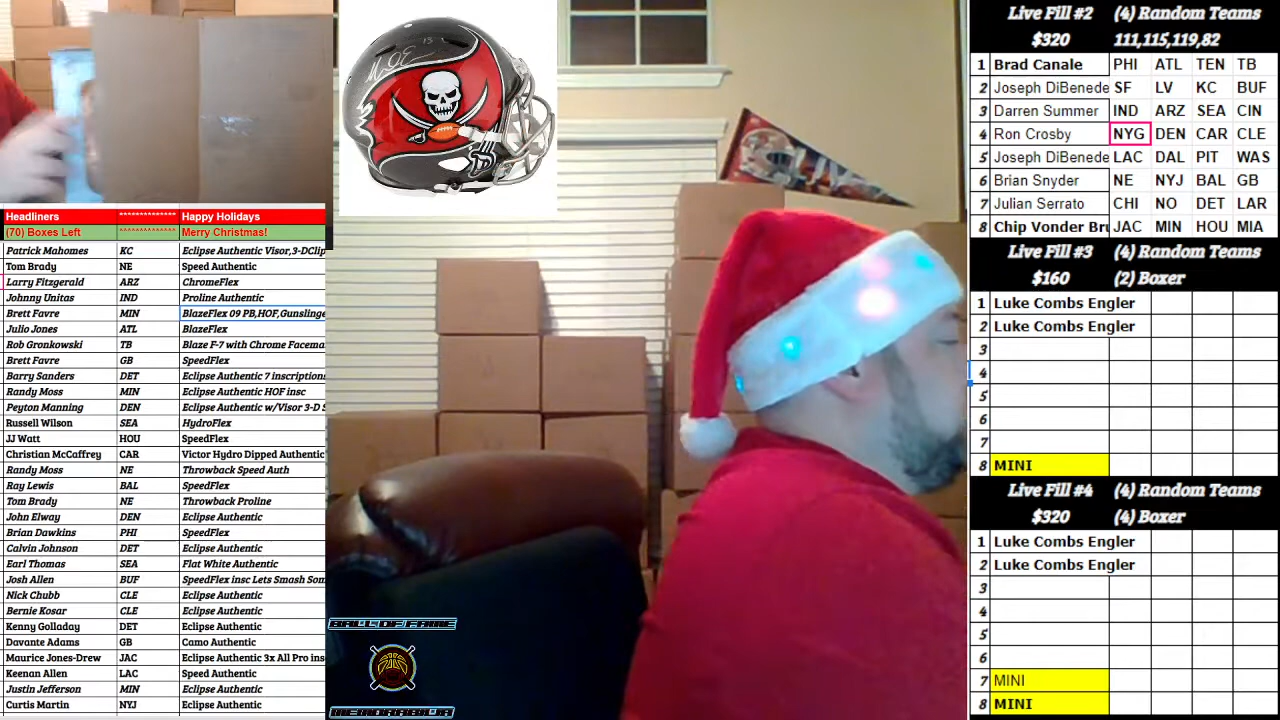 Headliners ************** Happy Holidays
(70) Boxes Left ************** Merry Christmas!
Patrick Mahomes KC Eclipse Authentic Visor,3-DClip
Tom Brady NE Speed Authentic
Larry Fitzgerald ARZ ChromeFlex
Johnny Unitas IND Proline Authentic
Brett Favre MIN BlazeFlex 09 PB,HOF,Gunslinge
Julio Jones ATL BlazeFlex
Rob Gronkowski TB Blaze F-7 with Chrome Facema
Brett Favre GB SpeedFlex
Barry Sanders DET Eclipse Authentic 7 inscriptions
Randy Moss MIN Eclipse Authentic HOF insc
Peyton Manning DEN Eclipse Authentic w/Visor 3-D S
Russell Wilson SEA HydroFlex
JJ Watt HOU SpeedFlex
Christian McCaffrey CAR Victor Hydro Dipped Authentic
Randy Moss NE Throwback Speed Auth
Ray Lewis BAL SpeedFlex
Tom Brady NE Throwback Proline
John Elway DEN Eclipse Authentic
Brian Dawkins PHI SpeedFlex
Calvin Johnson DET Eclipse Authentic
Earl Thomas SEA Flat White Authentic
Josh Allen BUF SpeedFlex insc Lets Smash Som
Nick Chubb CLE Eclipse Authentic
Bernie Kosar CLE Eclipse Authentic
Kenny Golladay DET Eclipse Authentic
Davante Adams GB Camo Authentic
Maurice Jones-Drew JAC Eclipse Authentic 3x All Pro ins
Keenan Allen LAC Speed Authentic
Justin Jefferson MIN Eclipse Authentic
Curtis Martin NYJ Eclipse Authentic
BALL OF FAME
MEMORABILIA
Live Fill #2 (4) Random Teams
$320 111,115,119,82
1 Brad Canale PHI ATL TEN TB
2 Joseph DiBenede SF LV KC BUF
3 Darren Summer IND ARZ SEA CIN
4 Ron Crosby NYG DEN CAR CLE
5 Joseph DiBenede LAC DAL PIT WAS
6 Brian Snyder NE NYJ BAL GB
7 Julian Serrato CHI NO DET LAR
8 Chip Vonder Bru JAC MIN HOU MIA
Live Fill #3 (4) Random Teams
$160 (2) Boxer
1 Luke Combs Engler
2 Luke Combs Engler
3
4
5
6
7
8 MINI
Live Fill #4 (4) Random Teams
$320 (4) Boxer
1 Luke Combs Engler
2 Luke Combs Engler
3
4
5
6
7 MINI
8 MINI